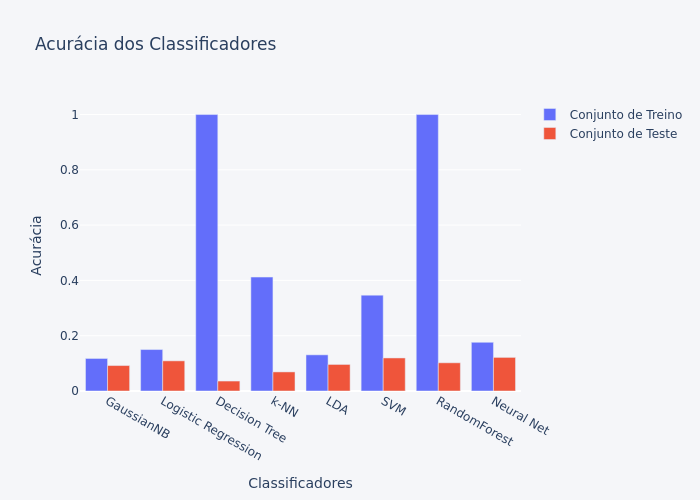 Acurácia dos Classificadores
Conjunto de Treino
Conjunto de Teste
Acurácia
1
0.8
0.6
0.4
0.2
0
GaussianNB
Logistic Regression
Decision Tree
k-NN
LDA
SVM
RandomForest
Neural Net
Classificadores